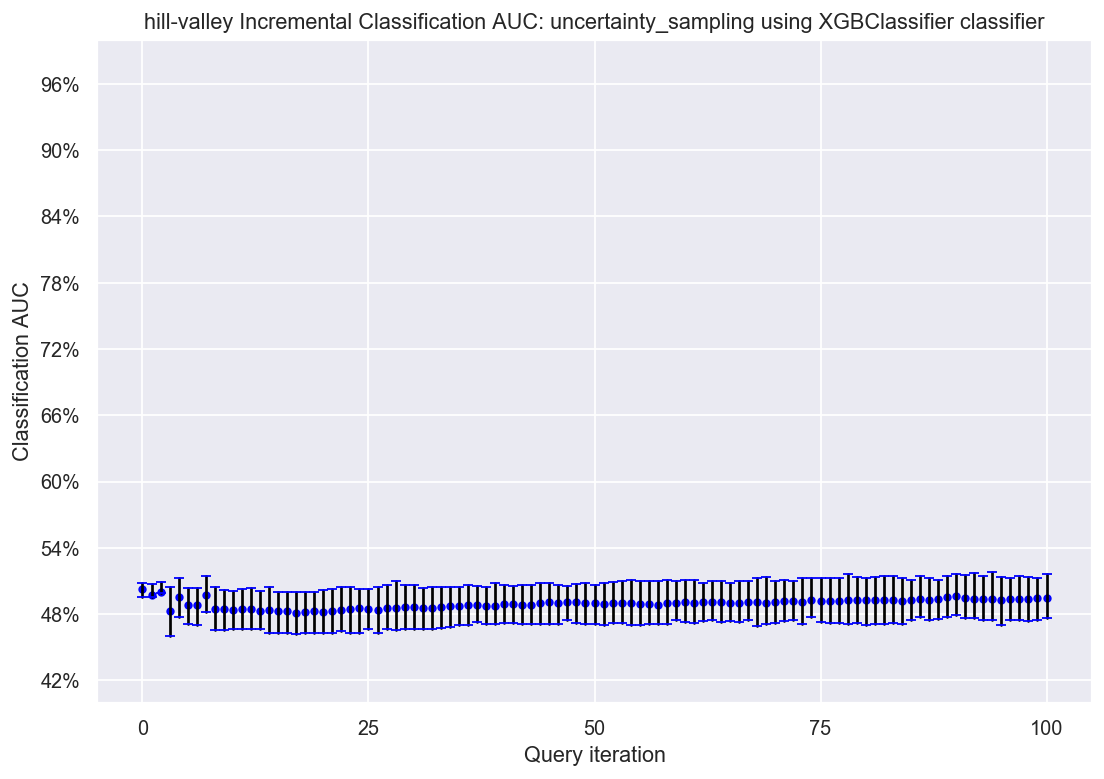 hill-valley Incremental Classification AUC: uncertainty_sampling using XGBClassifier classifier
96%
90%
84%
78%
72%
66%
60%
54%
48%
42%
Classification AUC
0 25 50 75 100
Query iteration